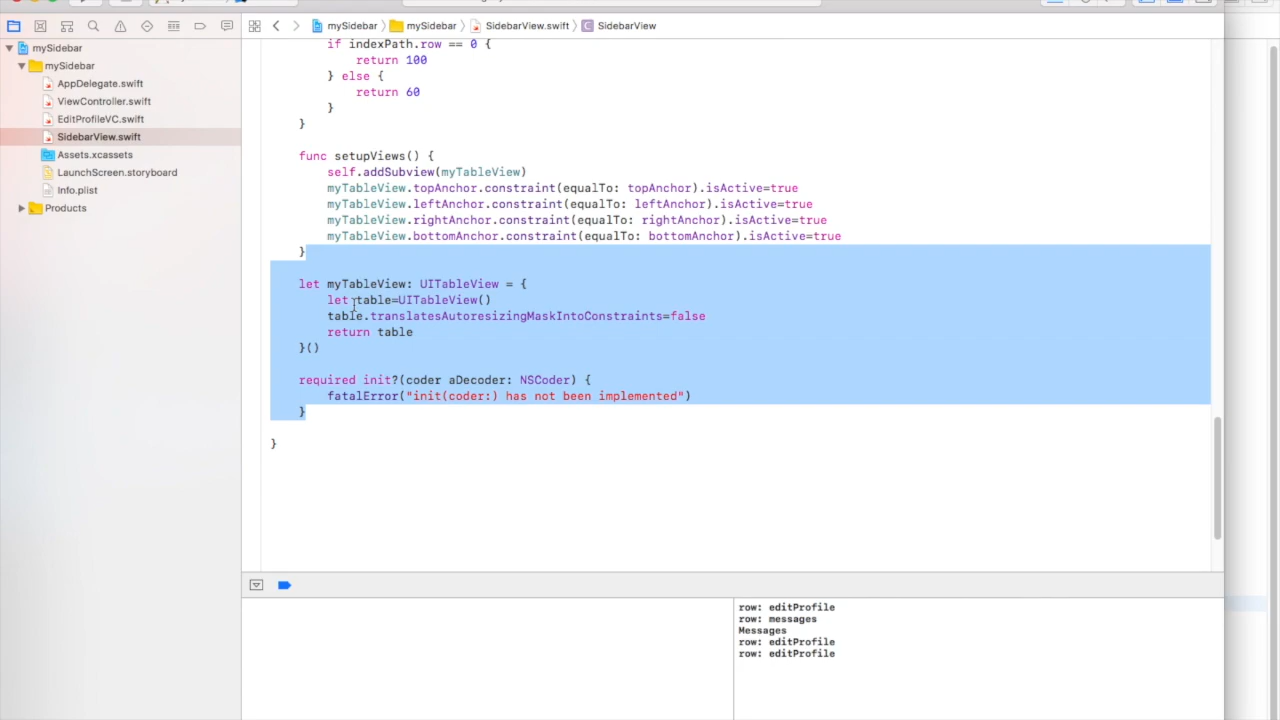 mySidebar
mySidebar
SidebarView.swift
SidebarView
mySidebar
mySidebar
AppDelegate.swift
ViewController.swift
EditProfileVC.swift
SidebarView.swift
Assets.xcassets
LaunchScreen.storyboard
Info.plist
Products
if indexPath.row == 0 {
return 100
} else {
return 60
}
}
func setupViews() {
self.addSubview(myTableView)
myTableView.topAnchor.constraint(equalTo: topAnchor).isActive=true
myTableView.leftAnchor.constraint(equalTo: leftAnchor).isActive=true
myTableView.rightAnchor.constraint(equalTo: rightAnchor).isActive=true
myTableView.bottomAnchor.constraint(equalTo: bottomAnchor).isActive=true
}
let myTableView: UITableView = {
let table=UITableView()
table.translatesAutoresizingMaskIntoConstraints=false
return table
}()
required init?(coder aDecoder: NSCoder) {
fatalError("init(coder:) has not been implemented")
}
}
row: editProfile
row: messages
Messages
row: editProfile
row: editProfile